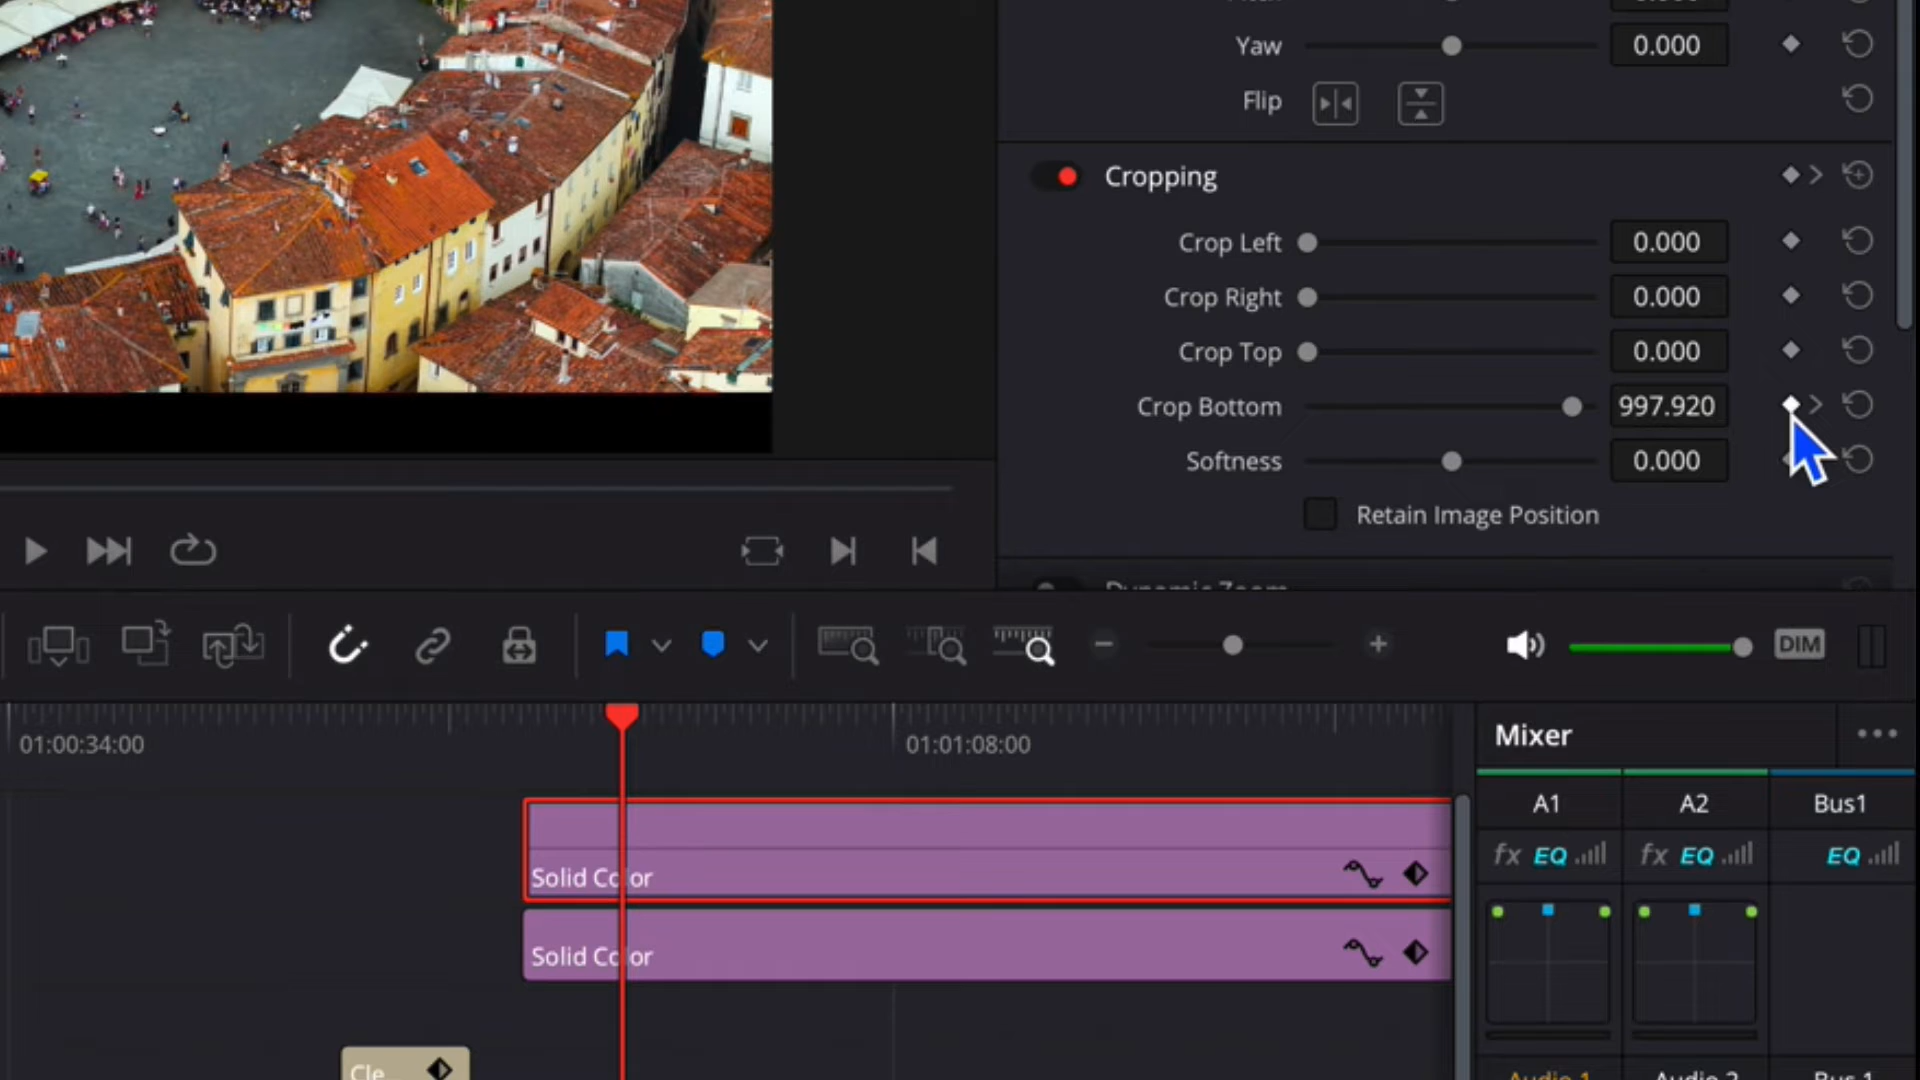 Yaw 0.000
Flip
Cropping
Crop Left 0.000
Crop Right 0.000
Crop Top 0.000
Crop Bottom 997.920
Softness 0.000
Retain Image Position
Dynamic Zoom
DIM
01:00:34:00 01:01:08:00
Mixer
A1 A2 Bus1
fx EQ fx EQ EQ
Solid Color
Solid Color
Cle...
Audio 1 Audio 2 Bus 1